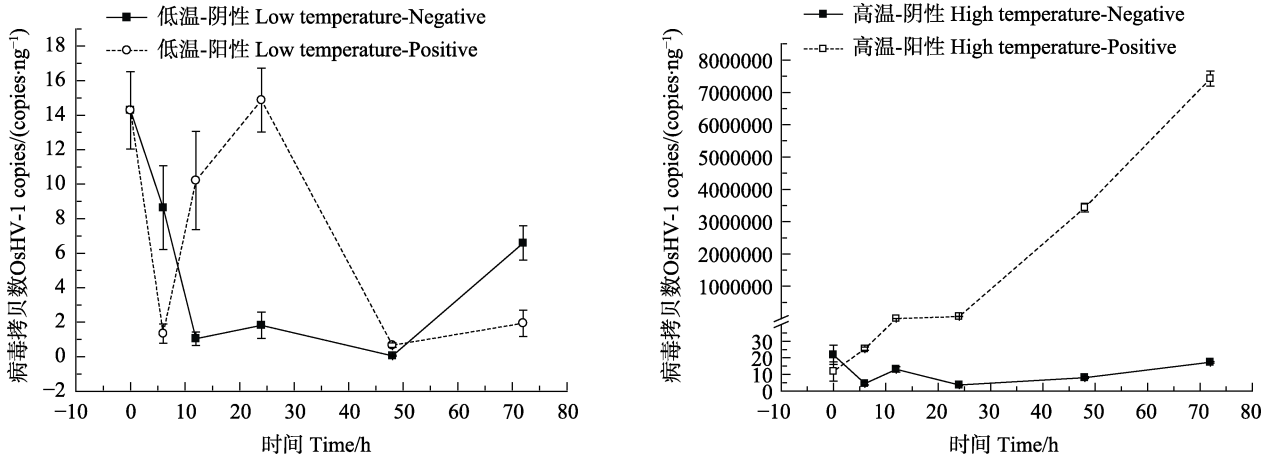 低温-阴性 Low temperature-Negative
低温-阳性 Low temperature-Positive
病毒拷贝数OsHV-1 copies/(copies·ng⁻¹)
18
16
14
12
10
8
6
4
2
0
−2
−10 0 10 20 30 40 50 60 70 80
时间 Time/h
高温-阴性 High temperature-Negative
高温-阳性 High temperature-Positive
病毒拷贝数OsHV-1 copies/(copies·ng⁻¹)
8000000
7000000
6000000
5000000
4000000
3000000
2000000
1000000
30
20
10
0
−10 0 10 20 30 40 50 60 70 80
时间 Time/h